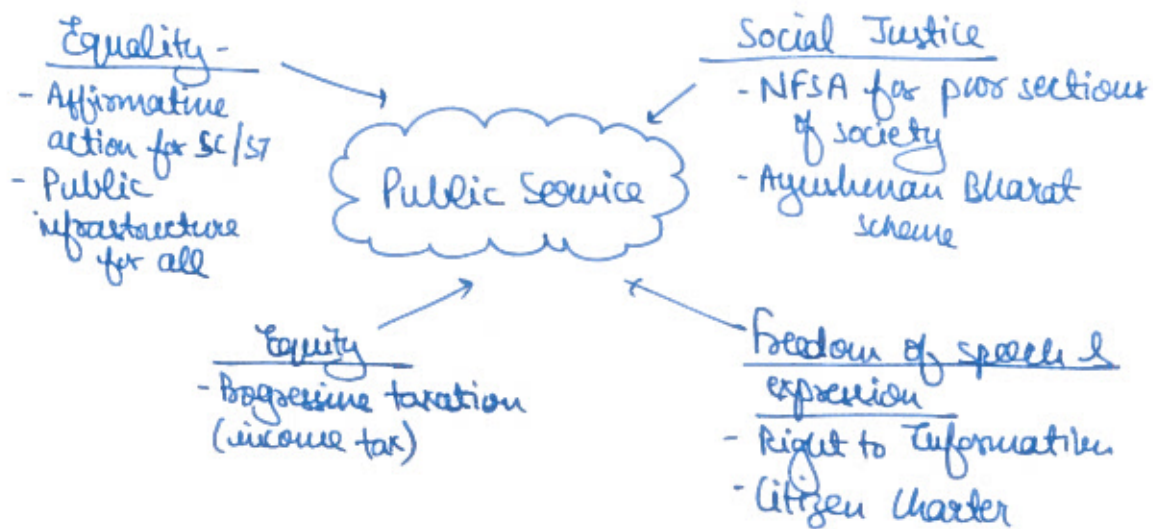 Equality -
- Affirmative
action for SC/ST
- Public
infrastructure
for all
Social Justice
- NFSA for poor sections
of society
- Ayushman Bharat
scheme
Public Service
Equity
- Progressive taxation
(income tax)
Freedom of speech &
expression
- Right to Information
- Citizen Charter